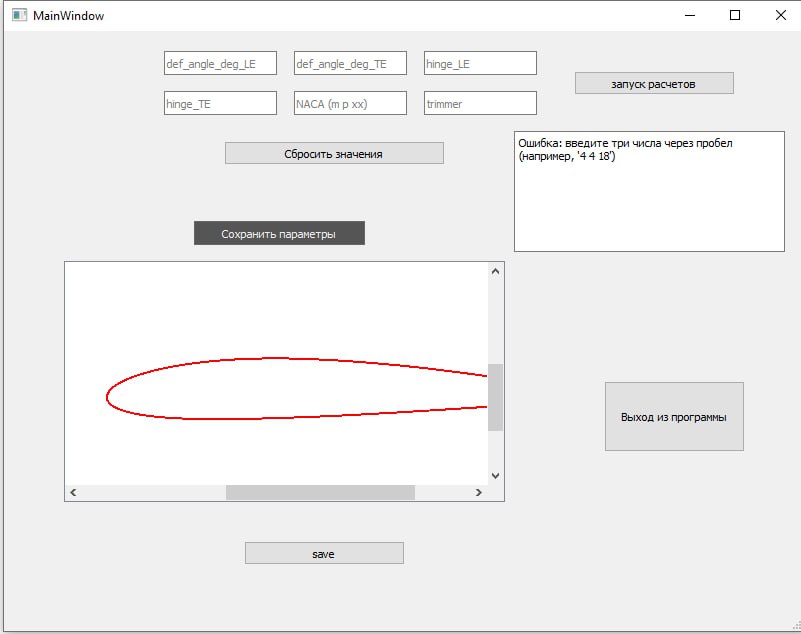 MainWindow
def_angle_deg_LE
def_angle_deg_TE
hinge_LE
запуск расчетов
hinge_TE
NACA (m p xx)
trimmer
Сбросить значения
Ошибка: введите три числа через пробел
(например, '4 4 18')
Сохранить параметры
Выход из программы
save